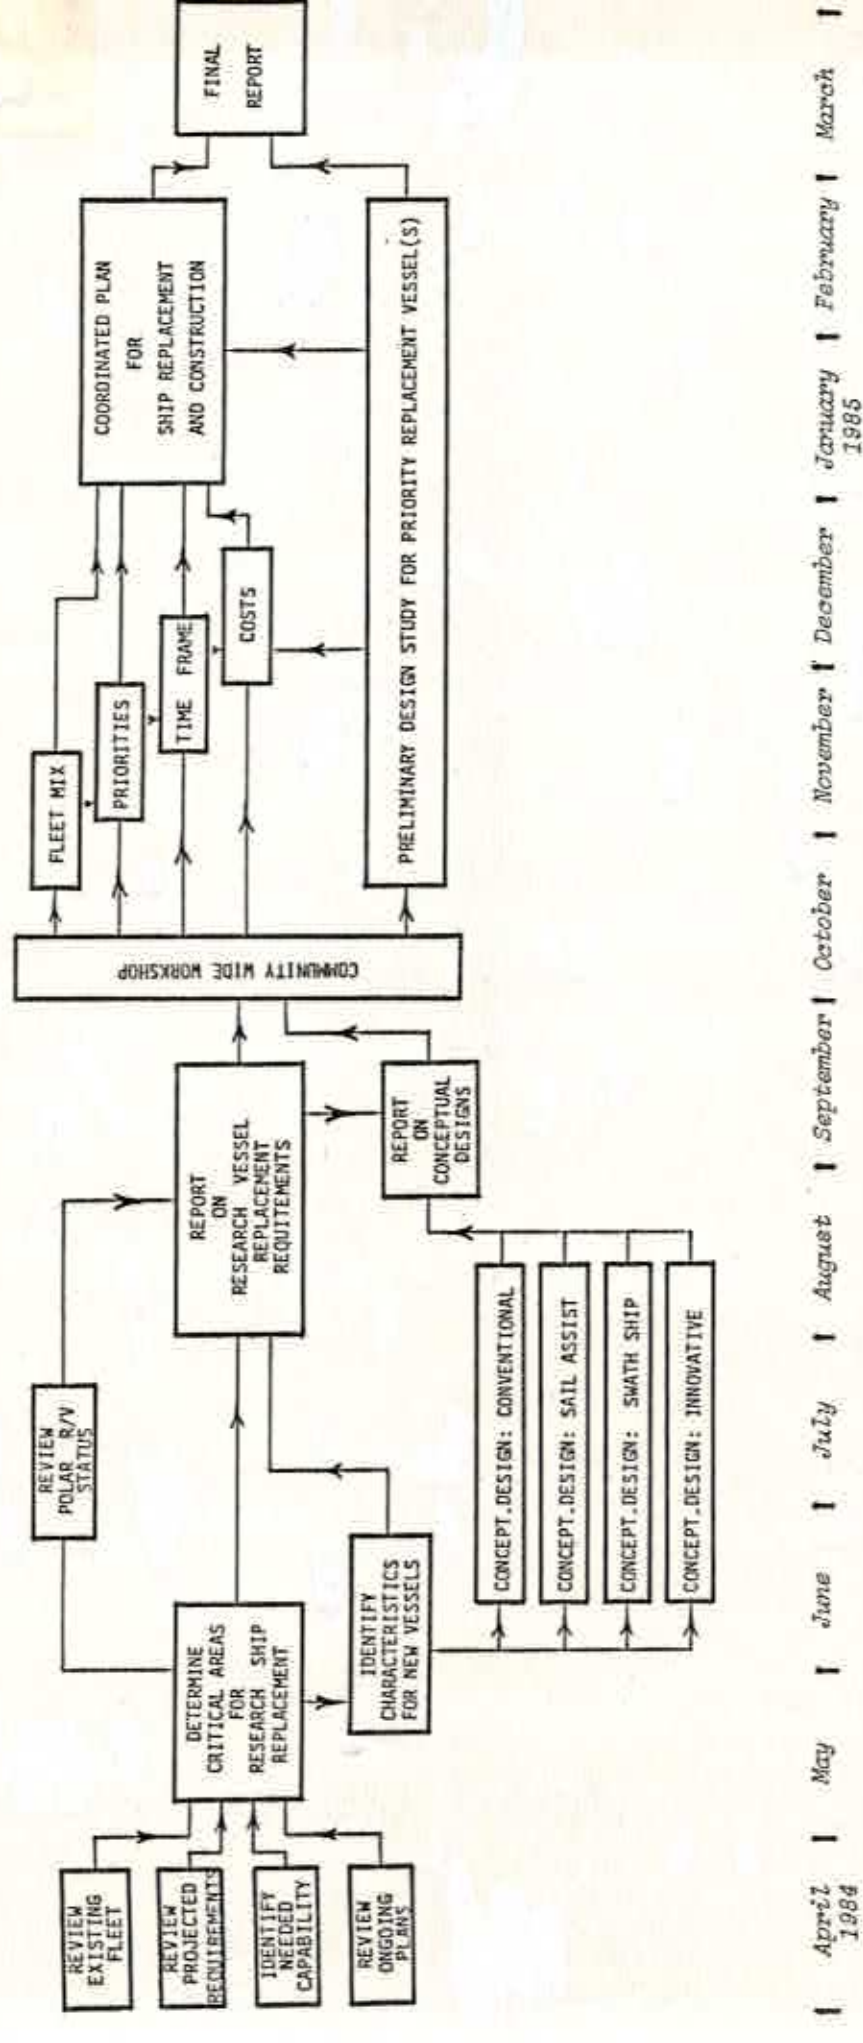 REVIEW
EXISTING
FLEET
REVIEW
PROJECTED
REQUIREMENTS
IDENTIFY
NEEDED
CAPABILITY
REVIEW
ONGOING
PLANS
DETERMINE
CRITICAL AREAS
FOR
RESEARCH SHIP
REPLACEMENT
REVIEW
POLAR R/V
STATUS
IDENTIFY
CHARACTERISTICS
FOR NEW VESSELS
CONCEPT.DESIGN: CONVENTIONAL
CONCEPT.DESIGN: SAIL ASSIST
CONCEPT.DESIGN: SWATH SHIP
CONCEPT.DESIGN: INNOVATIVE
REPORT
ON
RESEARCH VESSEL
REPLACEMENT
REQUITEMENTS
REPORT
ON
CONCEPTUAL
DESIGNS
COMMUNITY WIDE WORKSHOP
FLEET MIX
PRIORITIES
TIME FRAME
COSTS
PRELIMINARY DESIGN STUDY FOR PRIORITY REPLACEMENT VESSEL(S)
COORDINATED PLAN
FOR
SHIP REPLACEMENT
AND CONSTRUCTION
FINAL
REPORT
April May June July August September October November December January February March
1984 1985